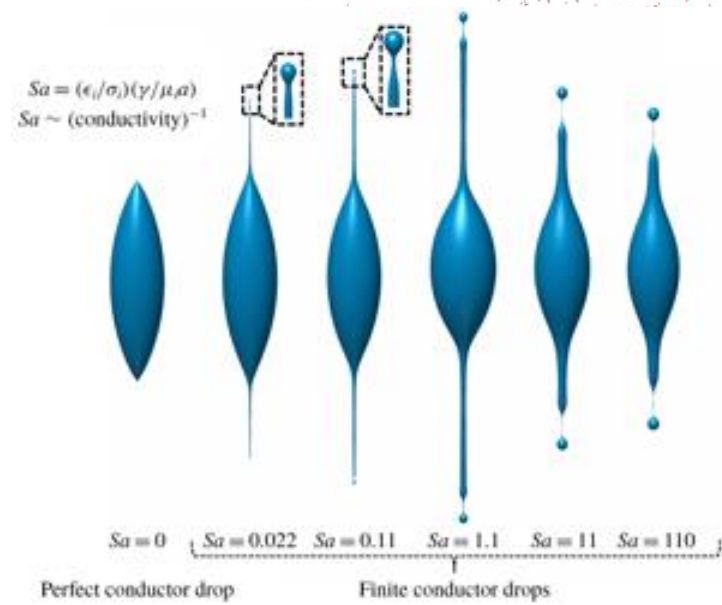 Sa = (ϵᵢ/σᵢ)(γ/μᵢa)
Sa ∼ (conductivity)⁻¹
Sa = 0 Sa = 0.022 Sa = 0.11 Sa = 1.1 Sa = 11 Sa = 110
Perfect conductor drop Finite conductor drops